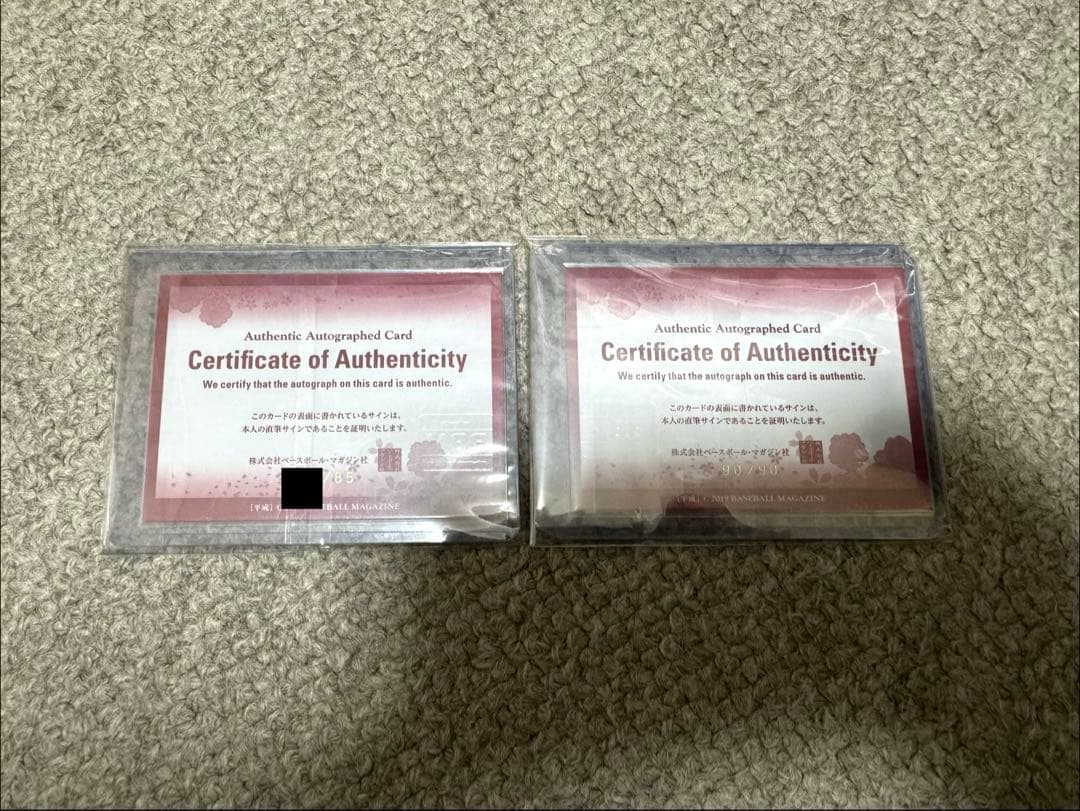 Authentic Autographed Card
Certificate of Authenticity
We certify that the autograph on this card is authentic.
このカードの表面に書かれているサインは、
本人の直筆サインであることを証明いたします。
株式会社ベースボール・マガジン社
/85
[平成] © BALL MAGAZINE
Authentic Autographed Card
Certificate of Authenticity
We certify that the autograph on this card is authentic.
このカードの表面に書かれているサインは、
本人の直筆サインであることを証明いたします。
株式会社ベースボール・マガジン社
90/90
[平成] © 2019 BASEBALL MAGAZINE